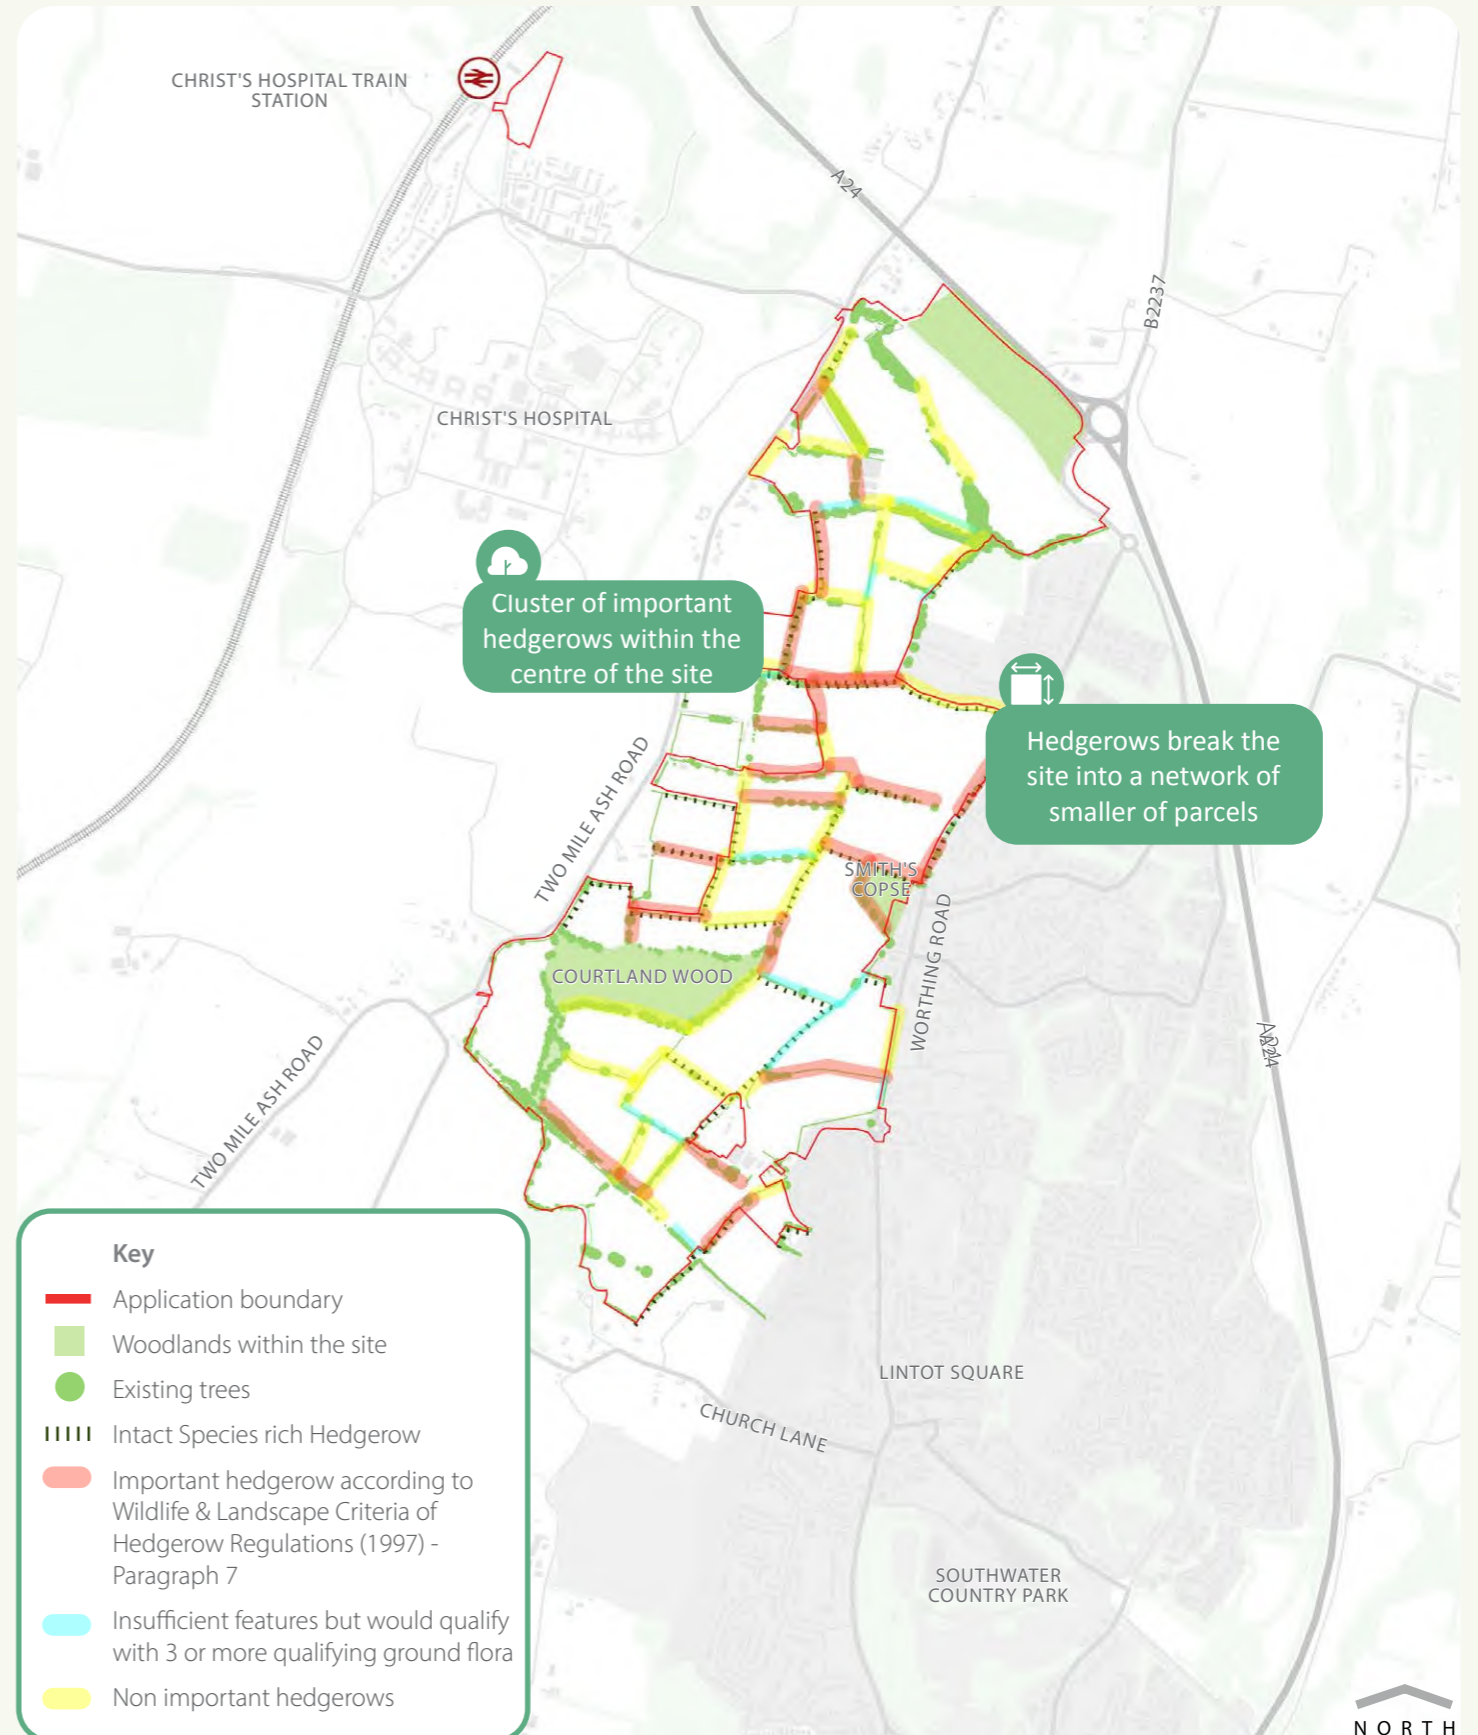 CHRIST'S HOSPITAL TRAIN
STATION
A24
B2237
CHRIST'S HOSPITAL
Cluster of important
hedgerows within the
centre of the site
Hedgerows break the
site into a network of
smaller of parcels
TWO MILE ASH ROAD
SMITH'S
COPSE
WORTHING ROAD
COURTLAND WOOD
TWO MILE ASH ROAD
A24
Key
Application boundary
Woodlands within the site
Existing trees
Intact Species rich Hedgerow
Important hedgerow according to
Wildlife & Landscape Criteria of
Hedgerow Regulations (1997) -
Paragraph 7
Insufficient features but would qualify
with 3 or more qualifying ground flora
Non important hedgerows
LINTOT SQUARE
CHURCH LANE
SOUTHWATER
COUNTRY PARK
NORTH